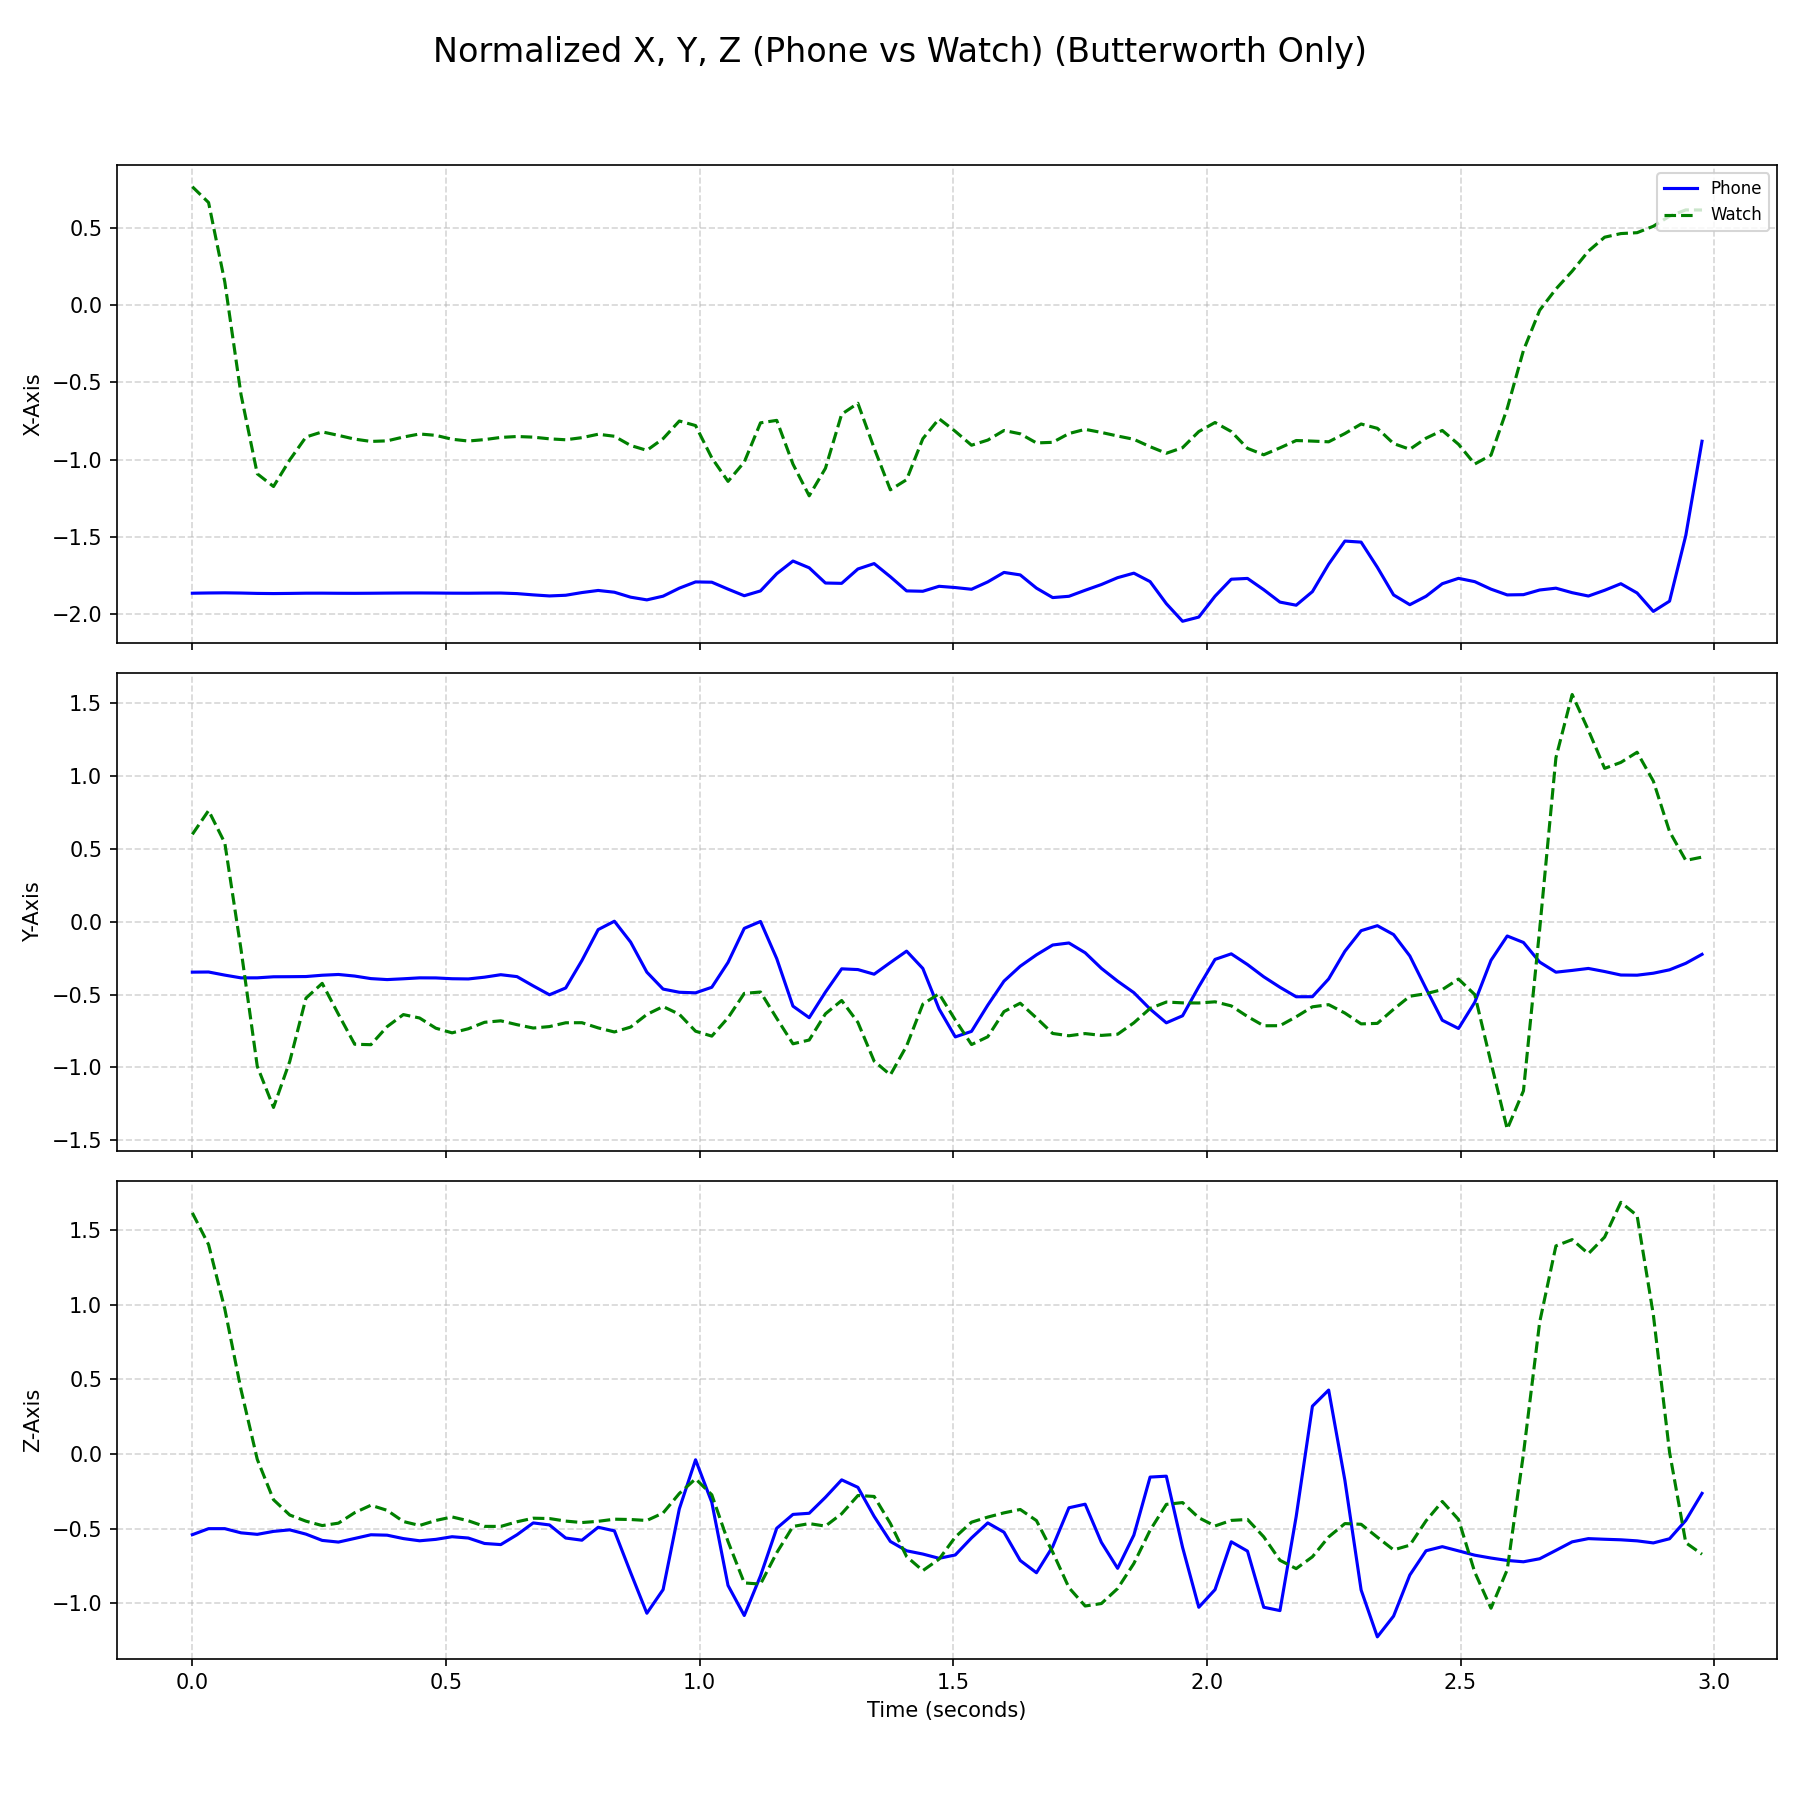 Normalized X, Y, Z (Phone vs Watch) (Butterworth Only)
Phone
Watch
0.5
0.0
−0.5
−1.0
−1.5
−2.0
X-Axis
1.5
1.0
0.5
0.0
−0.5
−1.0
−1.5
Y-Axis
1.5
1.0
0.5
0.0
−0.5
−1.0
Z-Axis
0.0 0.5 1.0 1.5 2.0 2.5 3.0
Time (seconds)